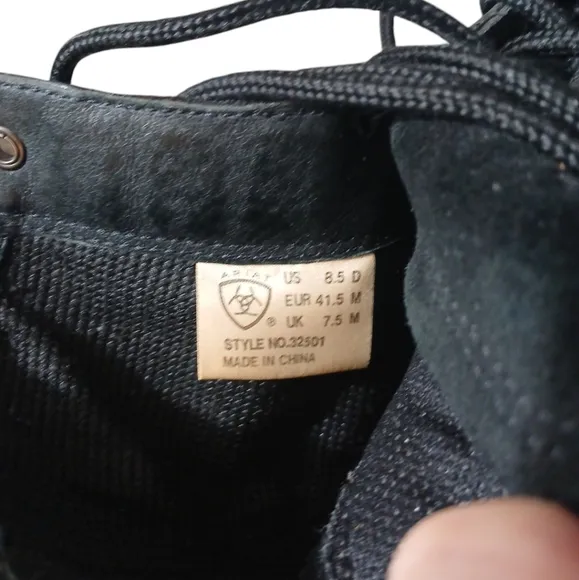 ARIAT
US 8.5 D
EUR 41.5 M
® UK 7.5 M
STYLE NO.32501
MADE IN CHINA